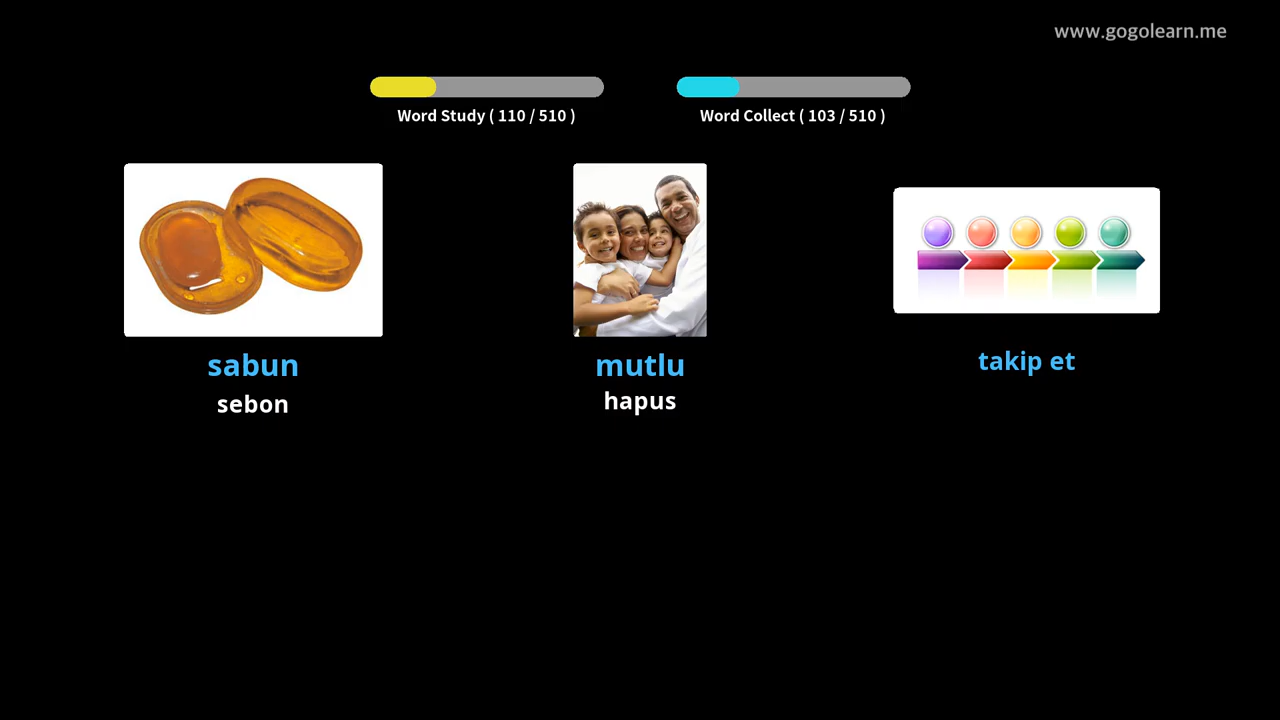 www.gogolearn.me
Word Study ( 110 / 510 )
Word Collect ( 103 / 510 )
sabun
sebon
mutlu
hapus
takip et